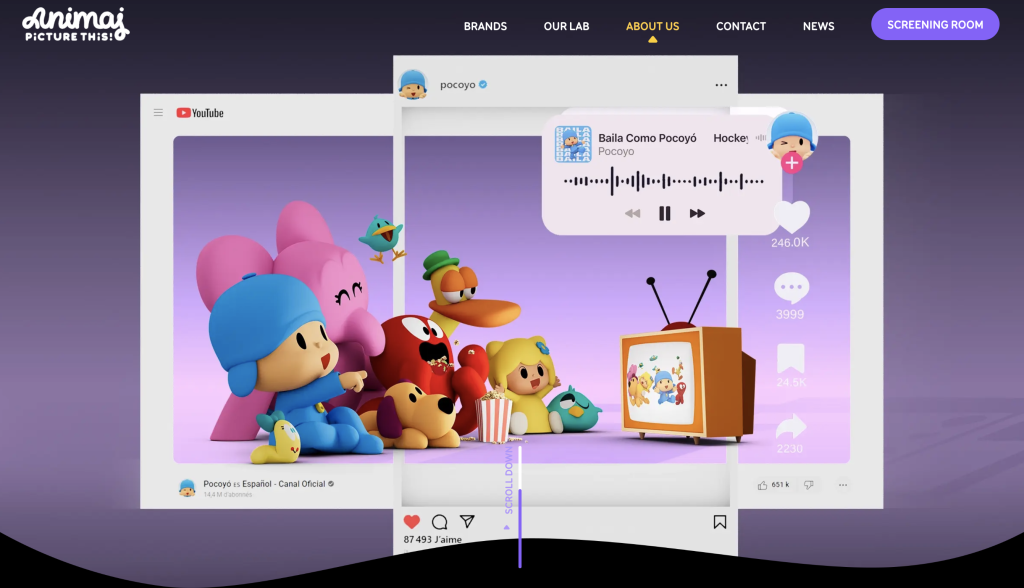 Animaj
PICTURE THIS!
BRANDS
OUR LAB
ABOUT US
CONTACT
NEWS
SCREENING ROOM
pocoyo
YouTube
BAILA
Baila Como Pocoyó
Hockey
Pocoyo
246.0K
3999
24.5K
2230
Pocoyó ES Español - Canal Oficial
14,4 M d'abonnés
SCROLL DOWN
651 k
87 493 J'aime